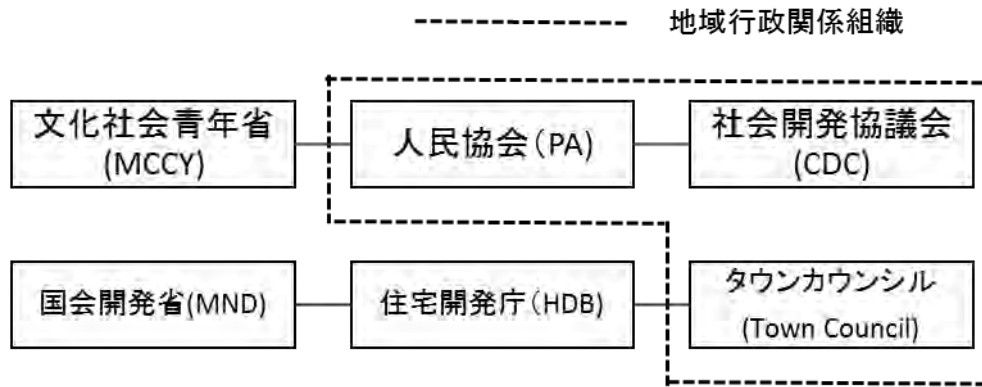 地域行政関係組織
文化社会青年省
(MCCY)
人民協会(PA)
社会開発協議会
(CDC)
国会開発省(MND)
住宅開発庁(HDB)
タウンカウンシル
(Town Council)